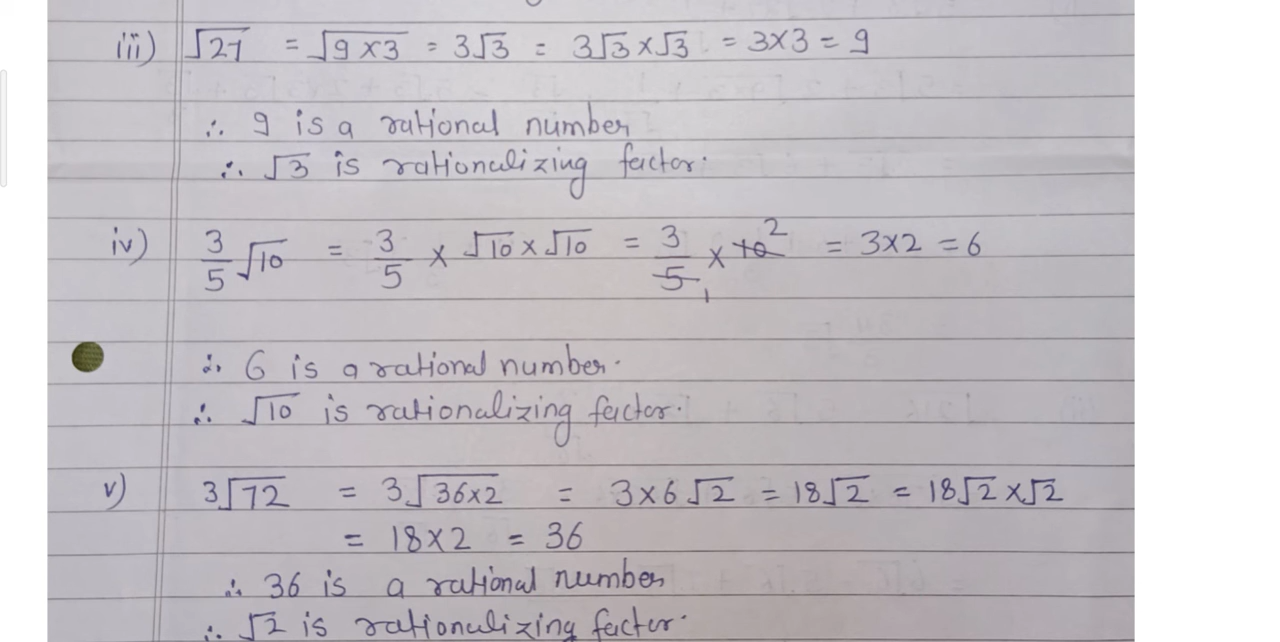 iii) √27 = √9×3 = 3√3 = 3√3×√3 = 3×3 = 9
∴ 9 is a rational number
∴ √3 is rationalizing factor.
iv) 3/5 √10 = 3/5 × √10 × √10 = 3/5 1 × 10 2 = 3×2 = 6
∴ 6 is a rational number.
∴ √10 is rationalizing factor.
v) 3√72 = 3√36×2 = 3×6√2 = 18√2 = 18√2×√2
= 18×2 = 36
∴ 36 is a rational number
∴ √2 is rationalizing factor.